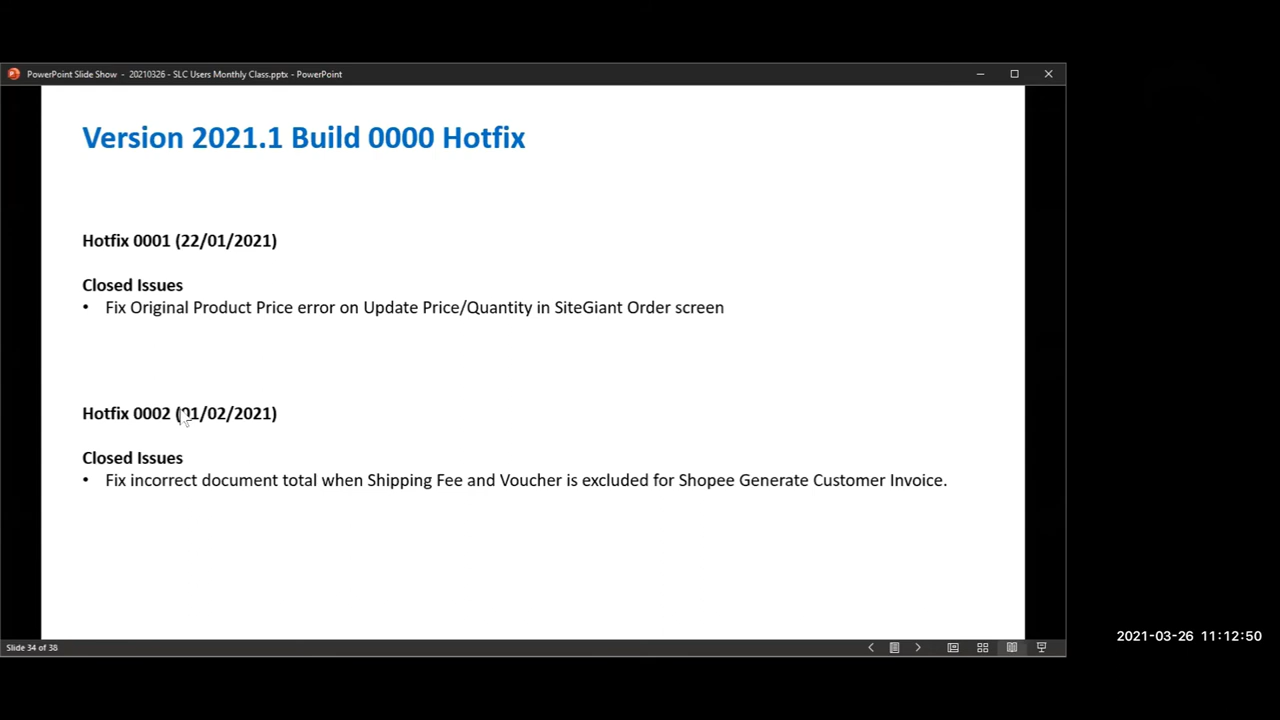 PowerPoint Slide Show - 20210326 - SLC Users Monthly Class.pptx - PowerPoint
Version 2021.1 Build 0000 Hotfix
Hotfix 0001 (22/01/2021)
Closed Issues
• Fix Original Product Price error on Update Price/Quantity in SiteGiant Order screen
Hotfix 0002 (01/02/2021)
Closed Issues
• Fix incorrect document total when Shipping Fee and Voucher is excluded for Shopee Generate Customer Invoice.
2021-03-26 11:12:50
Slide 34 of 38